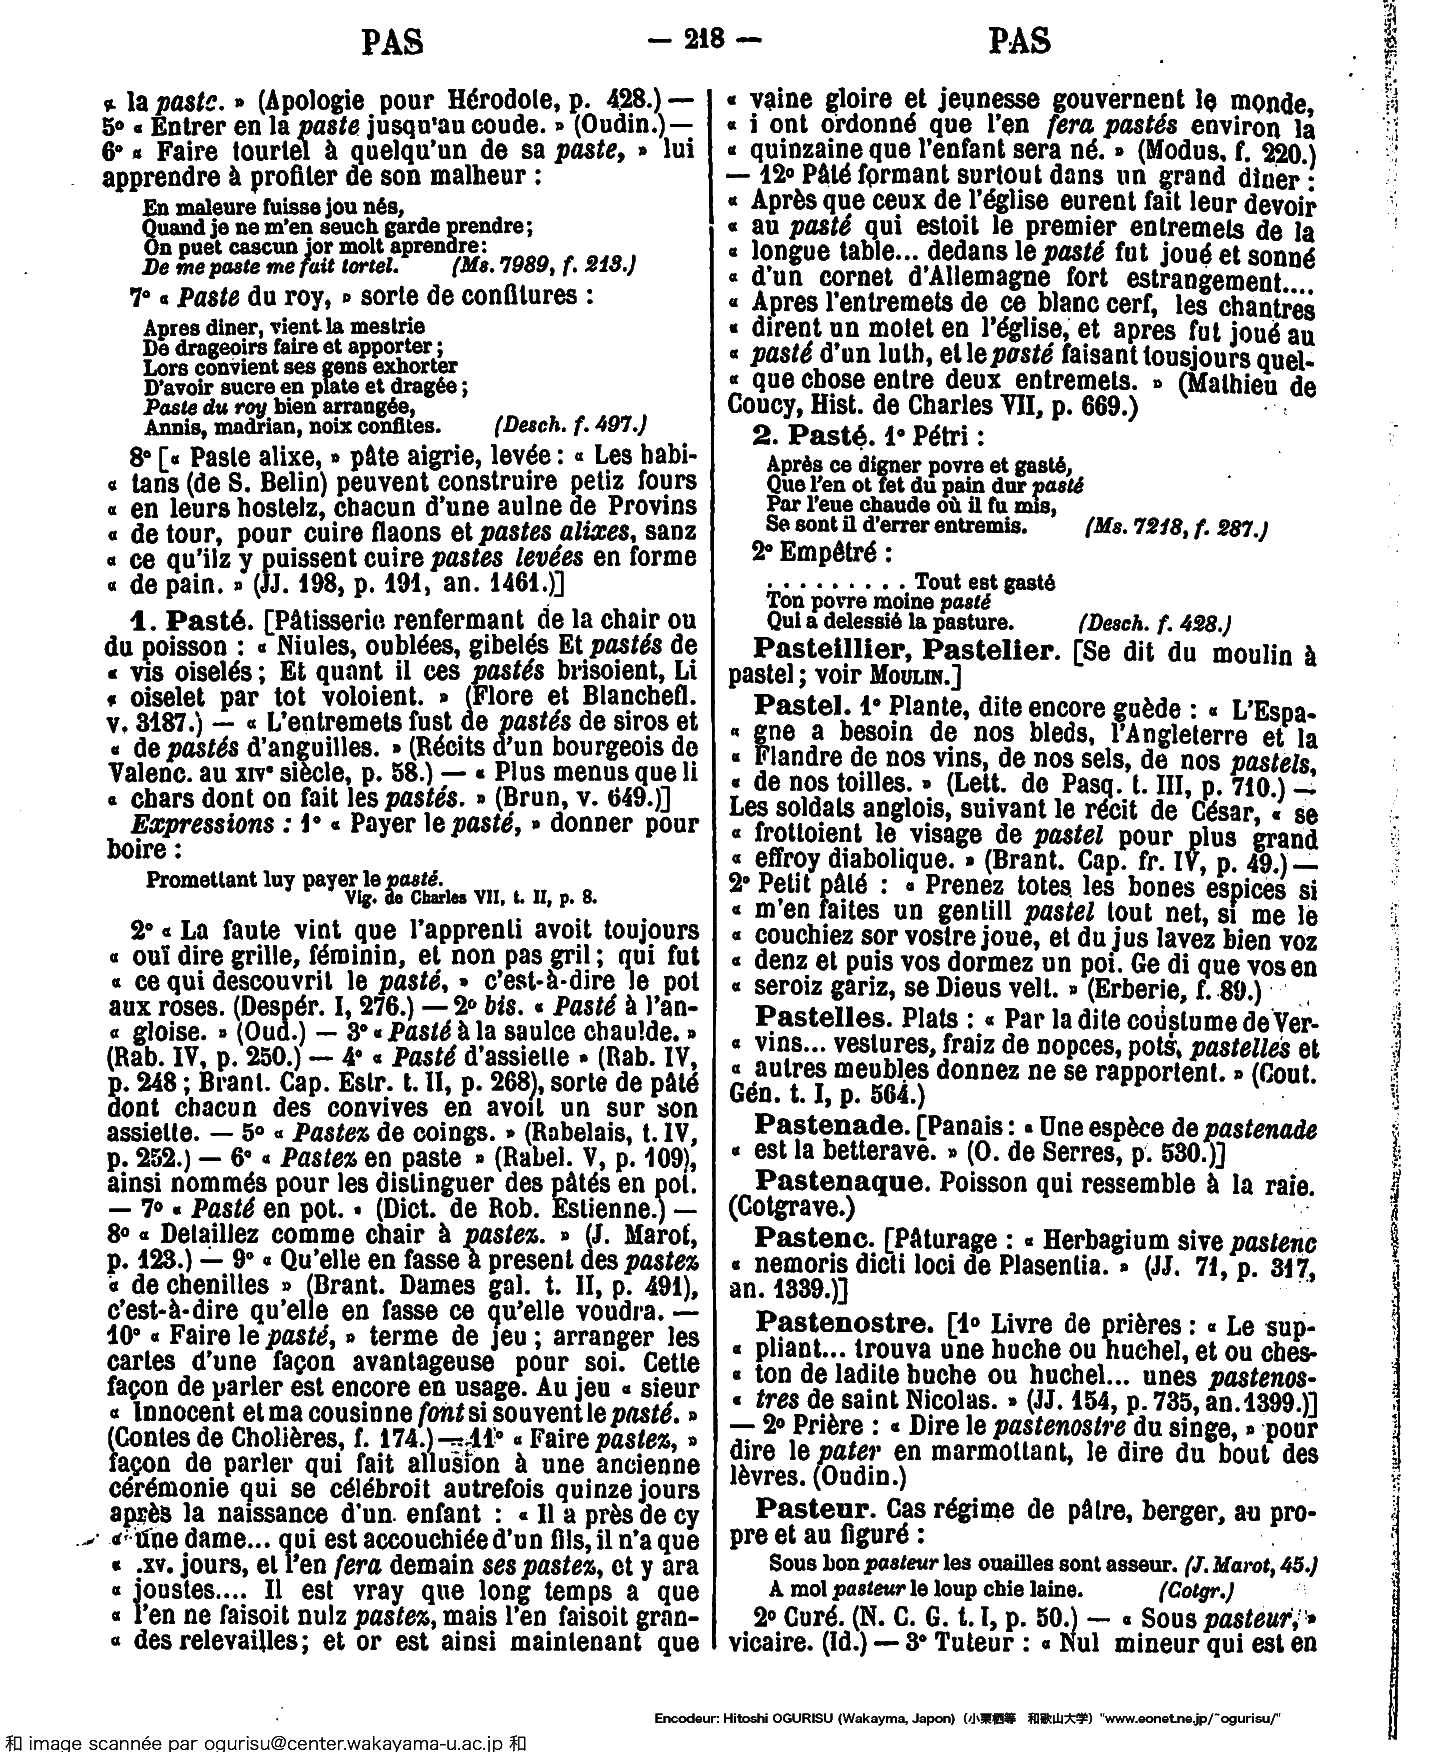 PAS — 218 — PAS
« la paste. » (Apologie pour Hérodote, p. 428.) —
5° « Entrer en la paste jusqu'au coude. » (Oudin.) —
6° « Faire tourtel à quelqu'un de sa paste, » lui
apprendre à profiter de son malheur :
En maleure fuisse jou nés,
Quand je ne m'en seuch garde prendre;
On puet cascun jor molt aprendre:
De me paste me fait tortel. (Ms. 7989, f. 213.)
7° « Paste du roy, » sorte de confitures :
Apres diner, vient la mestrie
De drageoirs faire et apporter;
Lors convient ses gens exhorter
D'avoir sucre en plate et dragée;
Paste du roy bien arrangée,
Annis, madrian, noix confites. (Desch. f. 497.)
8° [« Paste alixe, » pâte aigrie, levée : « Les habi-
« tans (de S. Belin) peuvent construire petiz fours
« en leurs hostelz, chacun d'une aulne de Provins
« de tour, pour cuire flaons et pastes alixes, sanz
« ce qu'ilz y puissent cuire pastes levées en forme
« de pain. » (JJ. 198, p. 191, an. 1461.)]
1. Pasté. [Pâtisserie renfermant de la chair ou
du poisson : « Niules, oublées, gibelés Et pastés de
« vis oiselés; Et quant il ces pastés brisoient, Li
« oiselet par tot voloient. » (Flore et Blanchefl.
v. 3187.) — « L'entremets fust de pastés de siros et
« de pastés d'anguilles. » (Récits d'un bourgeois de
Valenc. au XIV° siècle, p. 58.) — « Plus menus que li
« chars dont on fait les pastés. » (Brun, v. 649.)]
Expressions : 1° « Payer le pasté, » donner pour
boire :
Promettant luy payer le pasté.
Vig. de Charles VII, t. II, p. 8.
2° « La faute vint que l'apprenti avoit toujours
« ouï dire grille, féminin, et non pas gril; qui fut
« ce qui descouvrit le pasté, » c'est-à-dire le pot
aux roses. (Despér. I, 276.) — 2° bis. « Pasté à l'an-
« gloise. » (Oud.) — 3° « Pasté à la saulce chaulde. »
(Rab. IV, p. 250.) — 4° « Pasté d'assiette » (Rab. IV,
p. 248; Brant. Cap. Estr. t. II, p. 268), sorte de pâté
dont chacun des convives en avoit un sur son
assiette. — 5° « Pastez de coings. » (Rabelais, t. IV,
p. 252.) — 6° « Pastez en paste » (Rabel. V, p. 109),
ainsi nommés pour les distinguer des pâtés en pot.
— 7° « Pasté en pot. » (Dict. de Rob. Estienne.) —
8° « Detaillez comme chair à pastez. » (J. Marot,
p. 123.) — 9° « Qu'elle en fasse à present des pastez
« de chenilles » (Brant. Dames gal. t. II, p. 491),
c'est-à-dire qu'elle en fasse ce qu'elle voudra. —
10° « Faire le pasté, » terme de jeu; arranger les
cartes d'une façon avantageuse pour soi. Cette
façon de parler est encore en usage. Au jeu « sieur
« Innocent et ma cousinne font si souvent le pasté. »
(Contes de Cholières, f. 174.) — 11° « Faire pastez, »
façon de parler qui fait allusion à une ancienne
cérémonie qui se célébroit autrefois quinze jours
après la naissance d'un enfant : « Il a près de cy
« une dame... qui est accouchiée d'un fils, il n'a que
« .xv. jours, et l'en fera demain ses pastez, et y ara
« joustes.... Il est vray que long temps a que
« l'en ne faisoit nulz pastez, mais l'en faisoit gran-
« des relevailles; et or est ainsi maintenant que
« vaine gloire et jeunesse gouvernent le monde,
« i ont ordonné que l'en fera pastés environ la
« quinzaine que l'enfant sera né. » (Modus, f. 220.)
— 12° Pâté formant surtout dans un grand dîner :
« Après que ceux de l'église eurent fait leur devoir
« au pasté qui estoit le premier entremets de la
« longue table... dedans le pasté fut joué et sonné
« d'un cornet d'Allemagne fort estrangement....
« Apres l'entremets de ce blanc cerf, les chantres
« dirent un motet en l'église, et apres fut joué au
« pasté d'un luth, et le pasté faisant tousjours quel-
« que chose entre deux entremets. » (Mathieu de
Coucy, Hist. de Charles VII, p. 669.)
2. Pasté. 1° Pétri :
Après ce digner povre et gasté,
Que l'en ot fet du pain dur pasté
Par l'eue chaude où il fu mis,
Se sont il d'errer entremis. (Ms. 7218, f. 287.)
2° Empêtré :
. . . . . . . . . Tout est gasté
Ton povre moine pasté
Qui a delessié la pasture. (Desch. f. 428.)
Pasteillier, Pastelier. [Se dit du moulin à
pastel; voir MOULIN.]
Pastel. 1° Plante, dite encore guède : « L'Espa-
« gne a besoin de nos bleds, l'Angleterre et la
« Flandre de nos vins, de nos sels, de nos pastels,
« de nos toilles. » (Lett. de Pasq. t. III, p. 710.) —
Les soldats anglois, suivant le récit de César, « se
« frottoient le visage de pastel pour plus grand
« effroy diabolique. » (Brant. Cap. fr. IV, p. 49.) —
2° Petit pâté : « Prenez totes les bones espices si
« m'en faites un gentill pastel tout net, si me le
« couchiez sor vostre joue, et du jus lavez bien voz
« denz et puis vos dormez un poi. Ge di que vos en
« seroiz gariz, se Dieus velt. » (Erberie, f. 89.)
Pastelles. Plats : « Par la dite coustume de Ver-
« vins... vestures, fraiz de nopces, pots, pastelles et
« autres meubles donnez ne se rapportent. » (Cout.
Gén. t. I, p. 564.)
Pastenade. [Panais : « Une espèce de pastenade
« est la betterave. » (O. de Serres, p. 530.)]
Pastenaque. Poisson qui ressemble à la raie.
(Cotgrave.)
Pastenc. [Pâturage : « Herbagium sive pastenc
« nemoris dicti loci de Plasentia. » (JJ. 71, p. 317,
an. 1339.)]
Pastenostre. [1° Livre de prières : « Le sup-
« pliant... trouva une huche ou huchel, et ou ches-
« ton de ladite huche ou huchel... unes pastenos-
« tres de saint Nicolas. » (JJ. 154, p. 735, an. 1399.)]
— 2° Prière : « Dire le pastenostre du singe, » pour
dire le pater en marmottant, le dire du bout des
lèvres. (Oudin.)
Pasteur. Cas régime de pâtre, berger, au pro-
pre et au figuré :
Sous bon pasteur les ouailles sont asseur. (J. Marot, 45.)
A mol pasteur le loup chie laine. (Cotgr.)
2° Curé. (N. C. G. t. I, p. 50.) — « Sous pasteur, »
vicaire. (Id.) — 3° Tuteur : « Nul mineur qui est en
Encodeur: Hitoshi OGURISU (Wakayma, Japon) (小栗栖等 和歌山大学) "www.eonet.ne.jp/~ogurisu/"
和 image scannée par ogurisu@center.wakayama-u.ac.jp 和